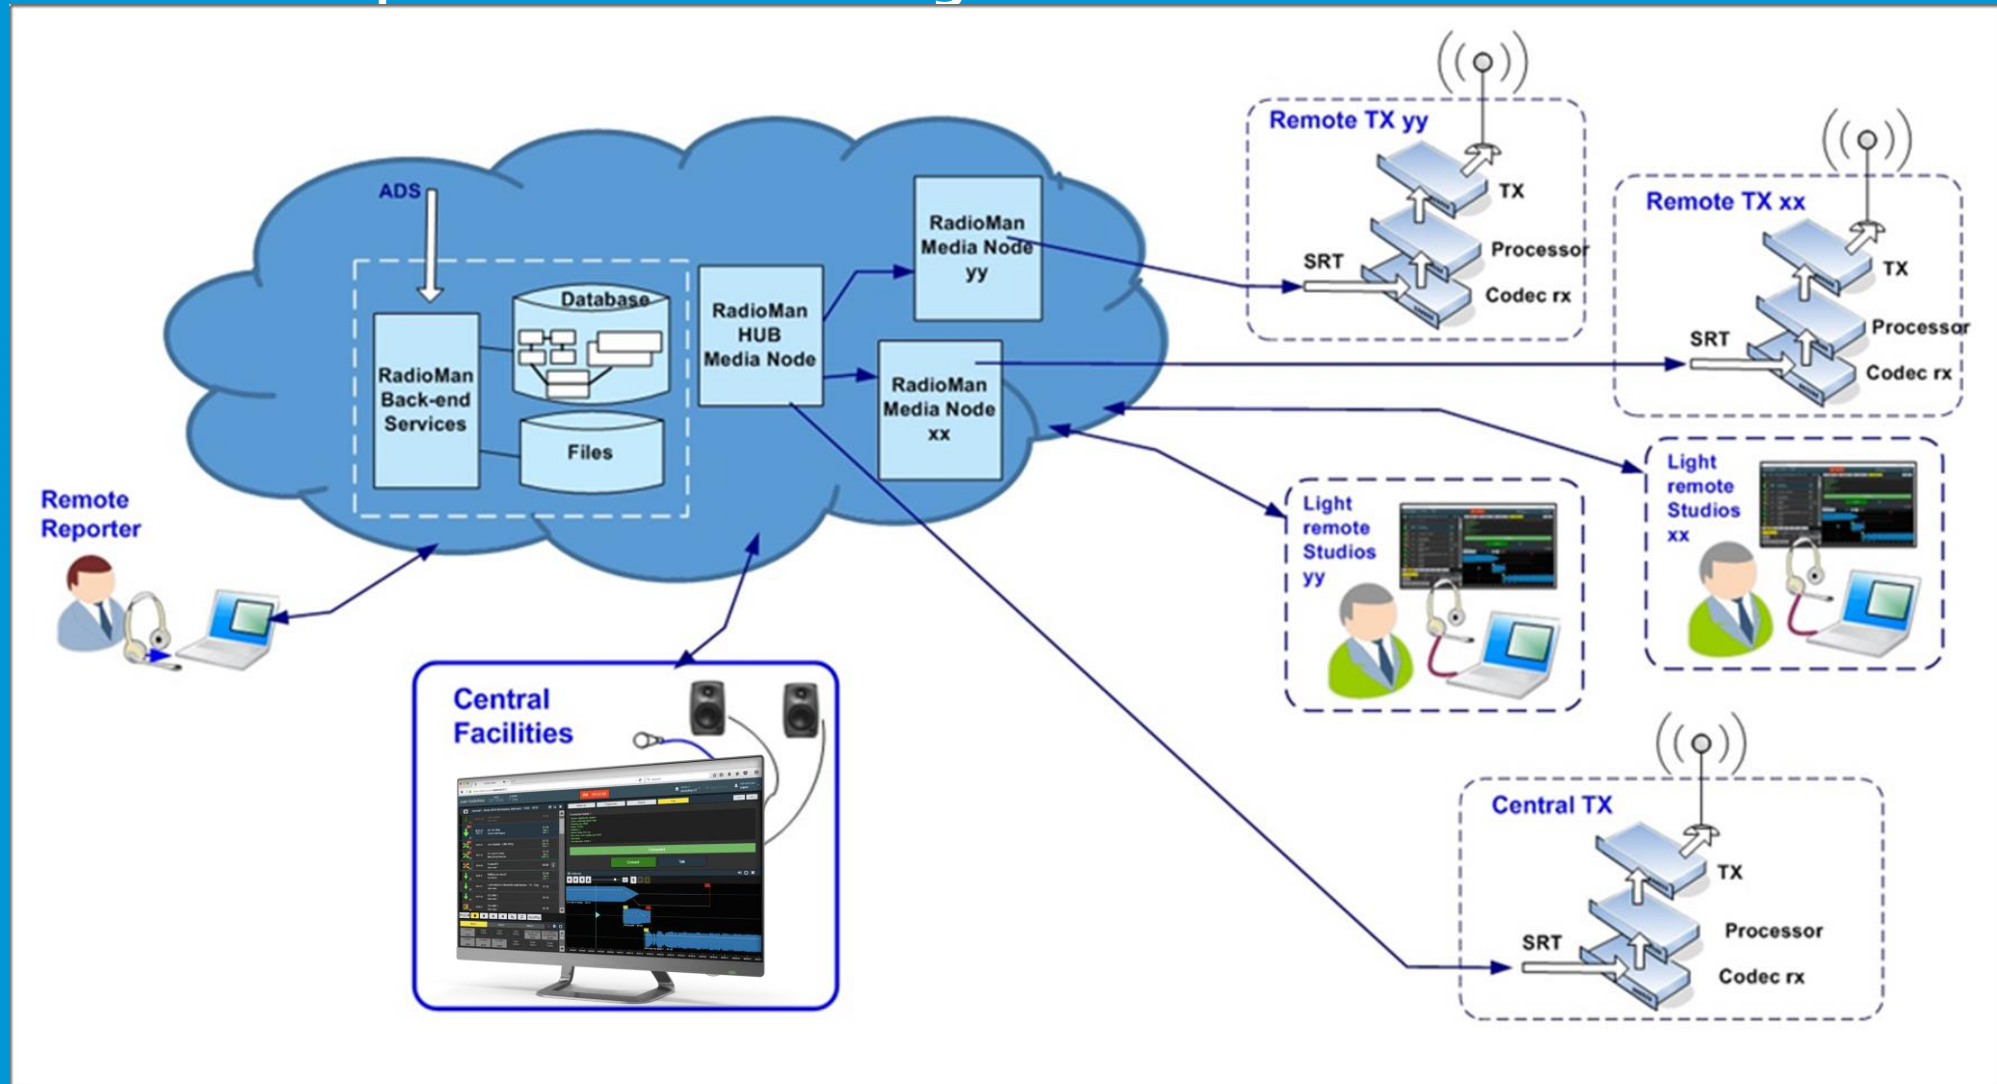 ADS
RadioMan
Back-end
Services
Database
Files
RadioMan
HUB
Media Node
RadioMan
Media Node
yy
RadioMan
Media Node
xx
Remote TX yy
TX
Processor
SRT
Codec rx
Remote TX xx
TX
Processor
SRT
Codec rx
Remote
Reporter
Central
Facilities
Light
remote
Studios
yy
Light
remote
Studios
xx
Central TX
TX
Processor
SRT
Codec rx